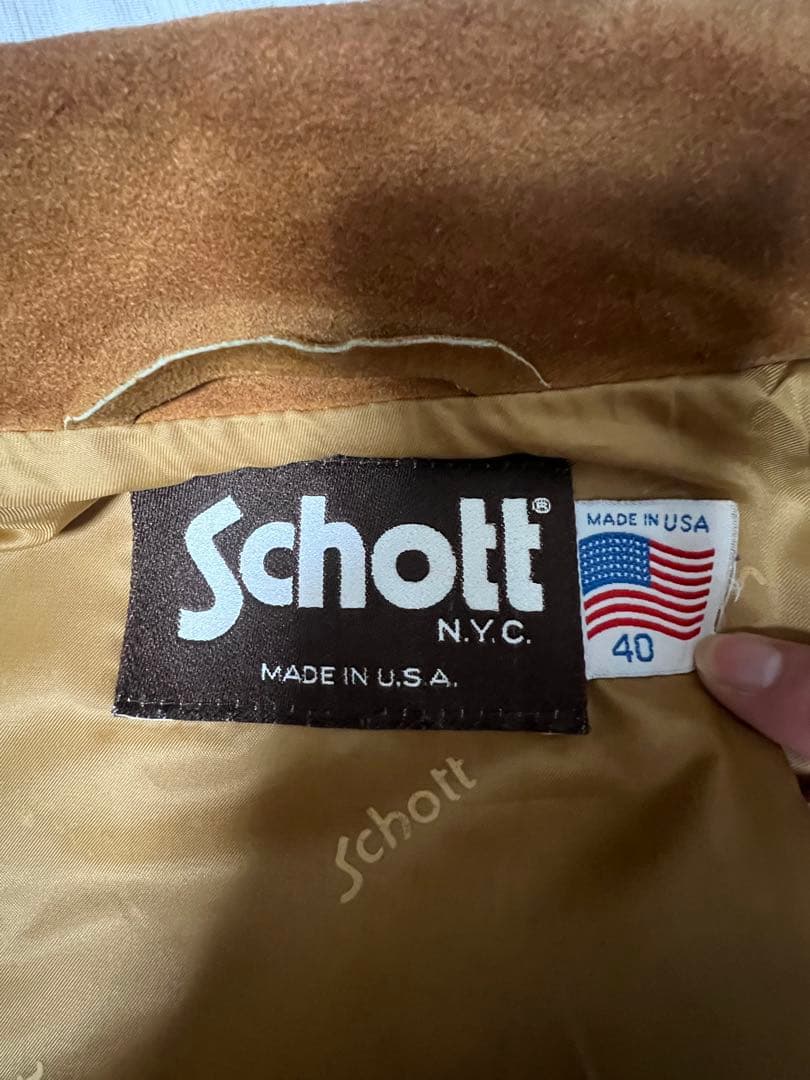 Schott®
N.Y.C.
MADE IN U.S.A.
MADE IN USA
40
Schott